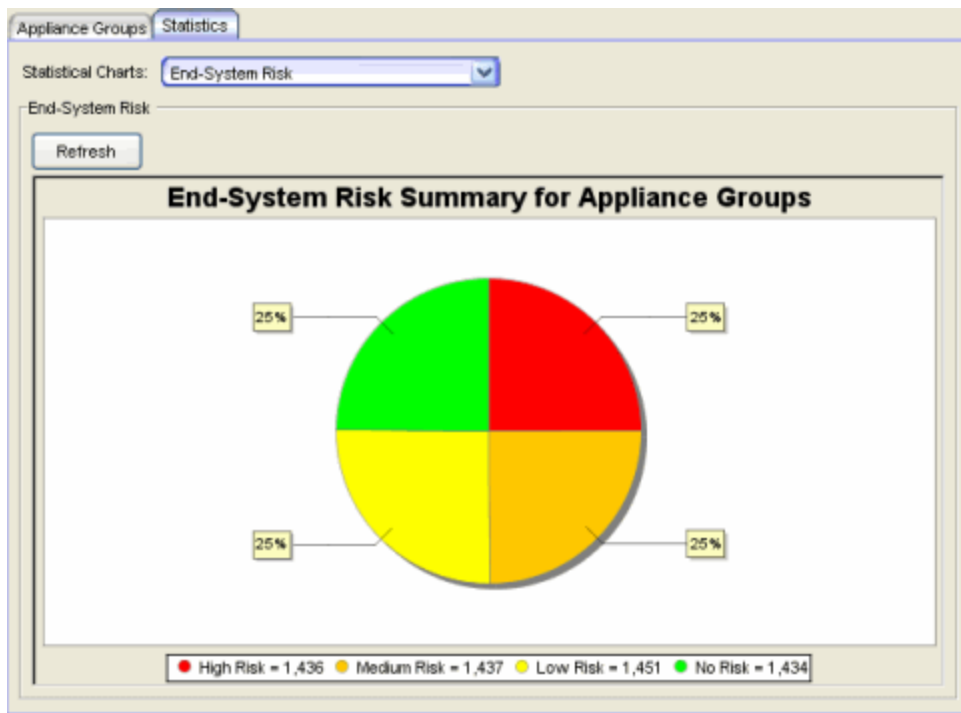 Appliance Groups Statistics
Statistical Charts: End-System Risk
End-System Risk
Refresh
End-System Risk Summary for Appliance Groups
25% 25%
25% 25%
High Risk = 1,436 Medium Risk = 1,437 Low Risk = 1,451 No Risk = 1,434